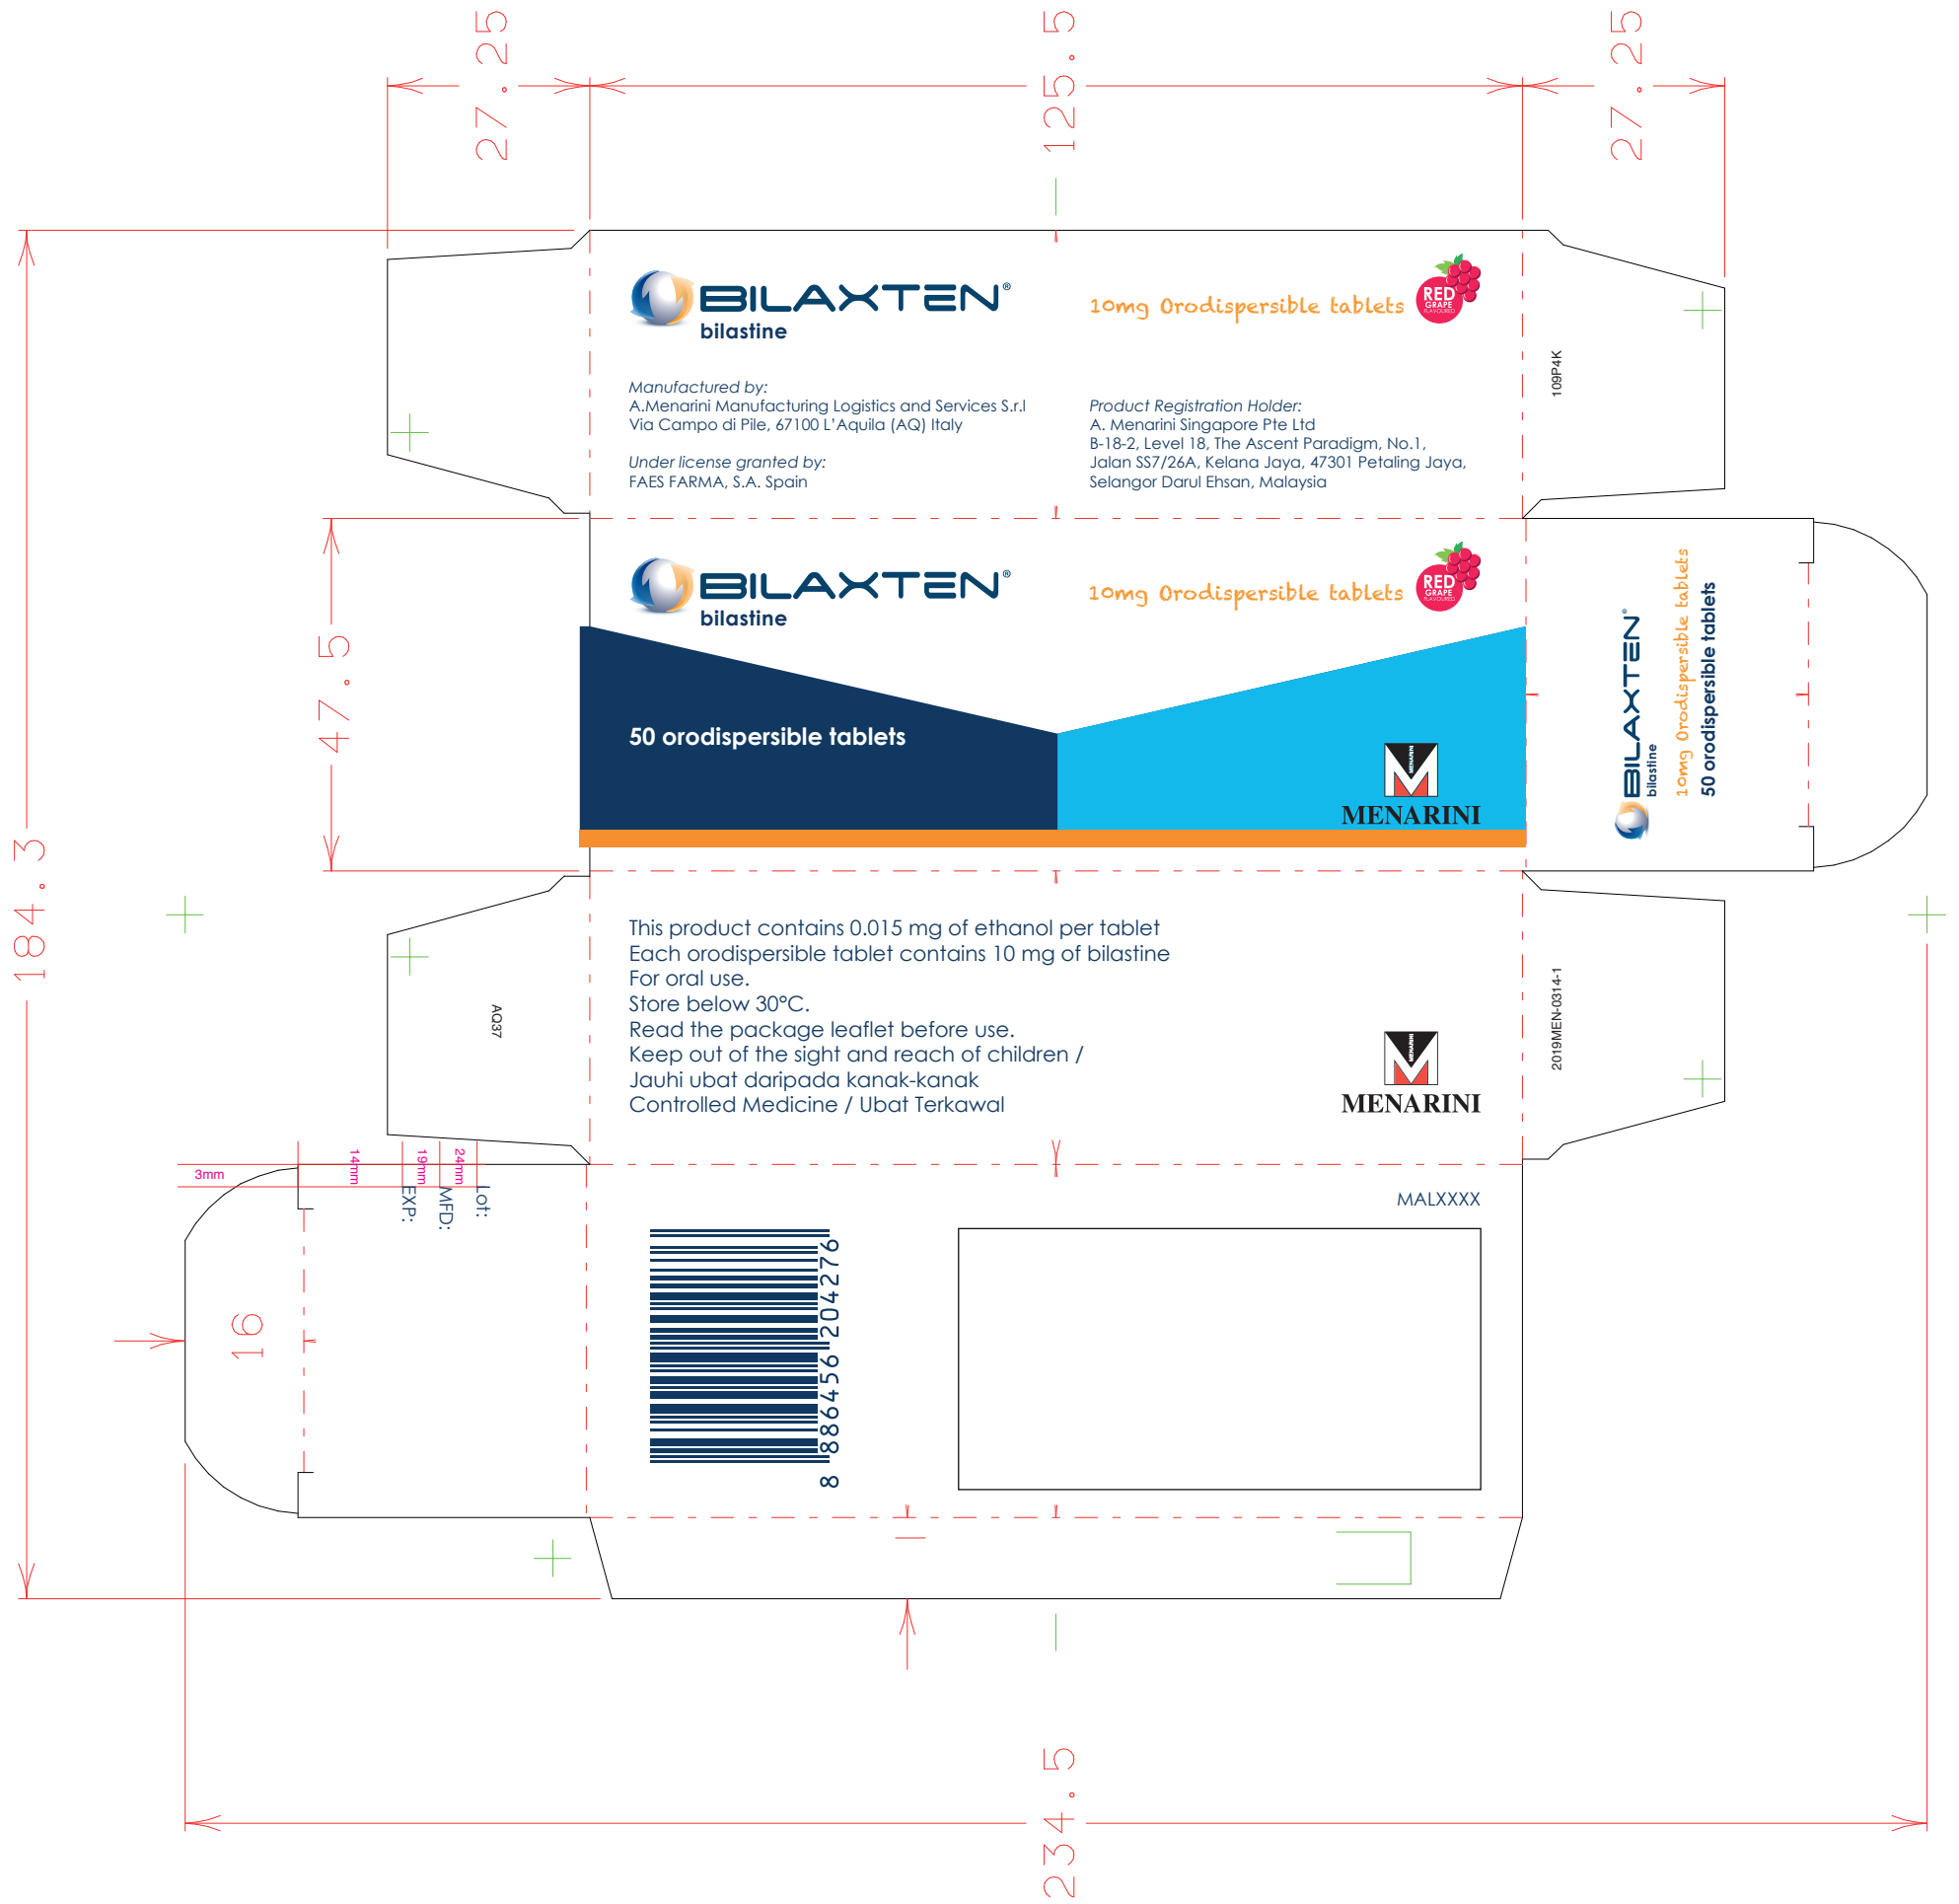 27.25
125.5
27.25
BILAXTEN®
bilastine
10mg Orodispersible tablets
RED
GRAPE
FLAVOURED
Manufactured by:
A.Menarini Manufacturing Logistics and Services S.r.l
Via Campo di Pile, 67100 L'Aquila (AQ) Italy
Under license granted by:
FAES FARMA, S.A. Spain
Product Registration Holder:
A. Menarini Singapore Pte Ltd
B-18-2, Level 18, The Ascent Paradigm, No.1,
Jalan SS7/26A, Kelana Jaya, 47301 Petaling Jaya,
Selangor Darul Ehsan, Malaysia
109P4K
47.5
184.3
BILAXTEN®
bilastine
10mg Orodispersible tablets
RED
GRAPE
FLAVOURED
50 orodispersible tablets
MENARINI
MENARINI
BILAXTEN®
bilastine
10mg Orodispersible tablets
50 orodispersible tablets
This product contains 0.015 mg of ethanol per tablet
Each orodispersible tablet contains 10 mg of bilastine
For oral use.
Store below 30°C.
Read the package leaflet before use.
Keep out of the sight and reach of children /
Jauhi ubat daripada kanak-kanak
Controlled Medicine / Ubat Terkawal
MENARINI
MENARINI
AQ37
2019MEN-0314-1
3mm
14mm
19mm
24mm
Lot:
MFD:
EXP:
MALXXXX
8 886456 204276
16
234.5